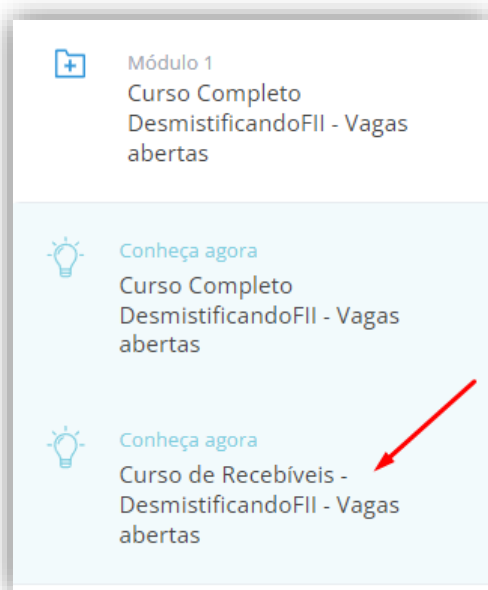 Módulo 1
Curso Completo
DesmistificandoFII - Vagas
abertas
Conheça agora
Curso Completo
DesmistificandoFII - Vagas
abertas
Conheça agora
Curso de Recebíveis -
DesmistificandoFII - Vagas
abertas